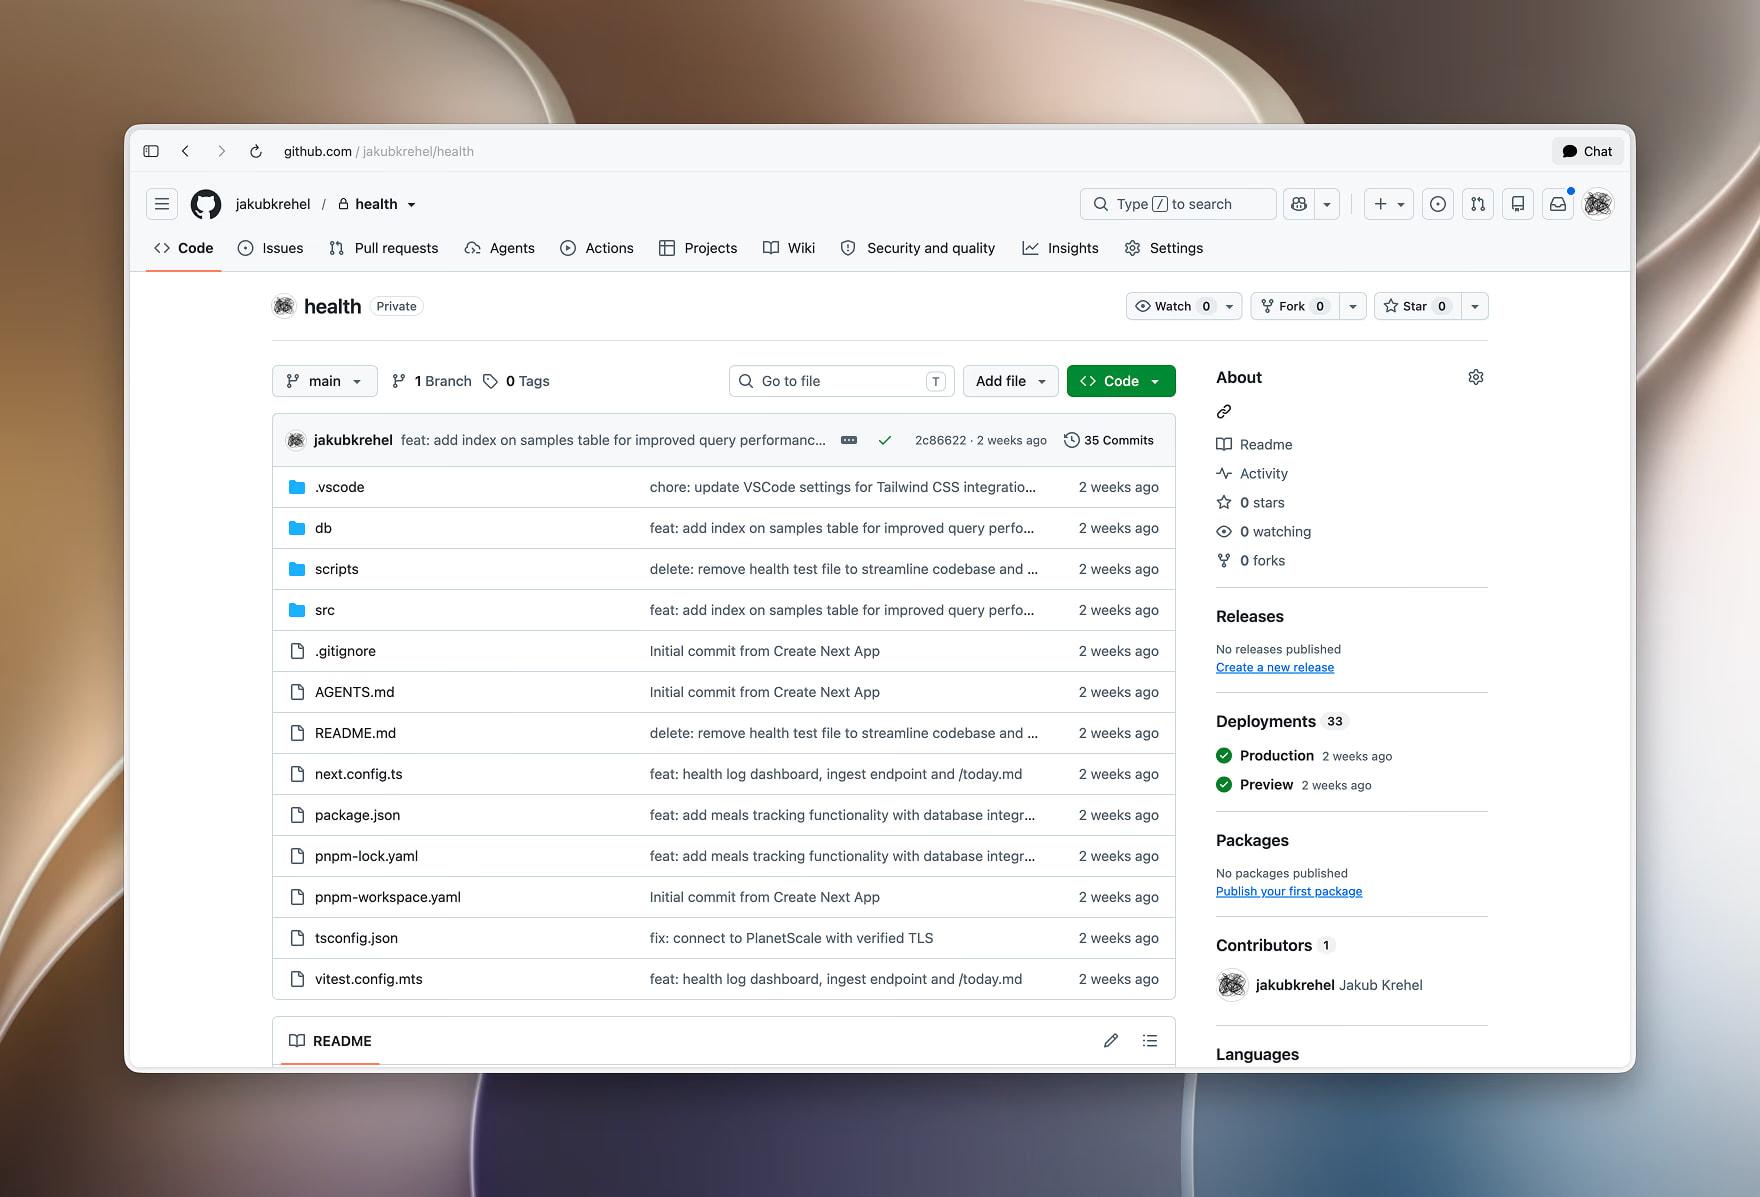 github.com / jakubkrehel/health
Chat
jakubkrehel / health
Type / to search
Code Issues Pull requests Agents Actions Projects Wiki Security and quality Insights Settings
health Private
Watch 0 Fork 0 Star 0
main 1 Branch 0 Tags
Go to file T Add file Code
jakubkrehel feat: add index on samples table for improved query performanc... 2c86622 · 2 weeks ago 35 Commits
.vscode chore: update VSCode settings for Tailwind CSS integratio... 2 weeks ago
db feat: add index on samples table for improved query perfo... 2 weeks ago
scripts delete: remove health test file to streamline codebase and ... 2 weeks ago
src feat: add index on samples table for improved query perfo... 2 weeks ago
.gitignore Initial commit from Create Next App 2 weeks ago
AGENTS.md Initial commit from Create Next App 2 weeks ago
README.md delete: remove health test file to streamline codebase and ... 2 weeks ago
next.config.ts feat: health log dashboard, ingest endpoint and /today.md 2 weeks ago
package.json feat: add meals tracking functionality with database integr... 2 weeks ago
pnpm-lock.yaml feat: add meals tracking functionality with database integr... 2 weeks ago
pnpm-workspace.yaml Initial commit from Create Next App 2 weeks ago
tsconfig.json fix: connect to PlanetScale with verified TLS 2 weeks ago
vitest.config.mts feat: health log dashboard, ingest endpoint and /today.md 2 weeks ago
README
About
Readme
Activity
0 stars
0 watching
0 forks
Releases
No releases published
Create a new release
Deployments 33
Production 2 weeks ago
Preview 2 weeks ago
Packages
No packages published
Publish your first package
Contributors 1
jakubkrehel Jakub Krehel
Languages